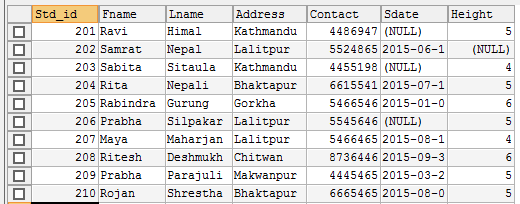 Std_id Fname Lname Address Contact Sdate Height
201 Ravi Himal Kathmandu 4486947 (NULL) 5
202 Samrat Nepal Lalitpur 5524865 2015-06-1 (NULL)
203 Sabita Sitaula Kathmandu 4455198 (NULL) 4
204 Rita Nepali Bhaktapur 6615541 2015-07-1 5
205 Rabindra Gurung Gorkha 5466546 2015-01-0 6
206 Prabha Silpakar Lalitpur 5545646 (NULL) 5
207 Maya Maharjan Lalitpur 5466465 2015-08-1 4
208 Ritesh Deshmukh Chitwan 8736446 2015-09-3 6
209 Prabha Parajuli Makwanpur 4445465 2015-03-2 5
210 Rojan Shrestha Bhaktapur 6665465 2015-08-0 5